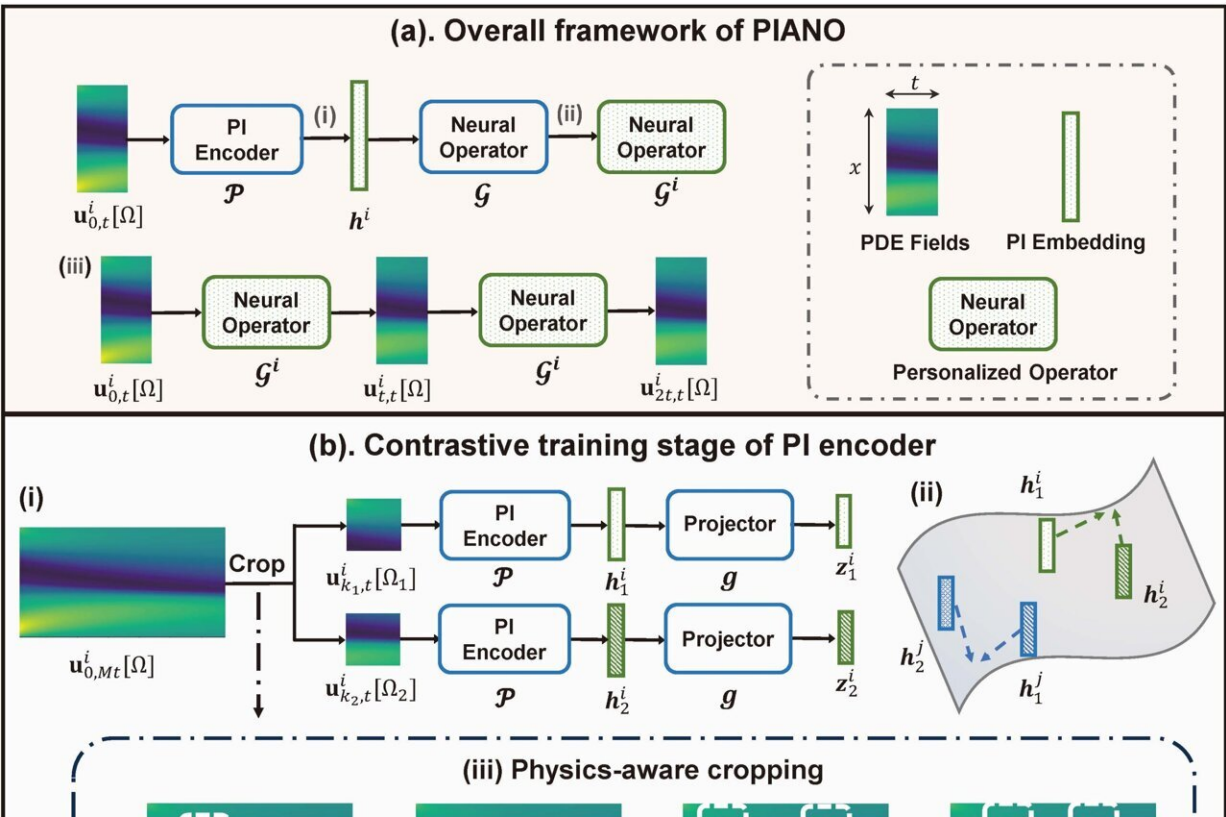 (a). Overall framework of PIANO
PI
Encoder
𝓟
(i)
Neural
Operator
𝓖
(ii)
Neural
Operator
𝓖ⁱ
u^i_{0,t}[Ω]
h^i
t
x
PDE Fields
PI Embedding
(iii)
Neural
Operator
𝓖ⁱ
Neural
Operator
𝓖ⁱ
u^i_{0,t}[Ω]
u^i_{t,t}[Ω]
u^i_{2t,t}[Ω]
Neural
Operator
Personalized Operator
(b). Contrastive training stage of PI encoder
(i)
Crop
u^i_{0,Mt}[Ω]
u^i_{k_1,t}[Ω_1]
PI
Encoder
𝓟
h^i_1
Projector
g
z^i_1
u^i_{k_2,t}[Ω_2]
PI
Encoder
𝓟
h^i_2
Projector
g
z^i_2
(ii)
h^i_1
h^i_2
h^j_2
h^j_1
(iii) Physics-aware cropping